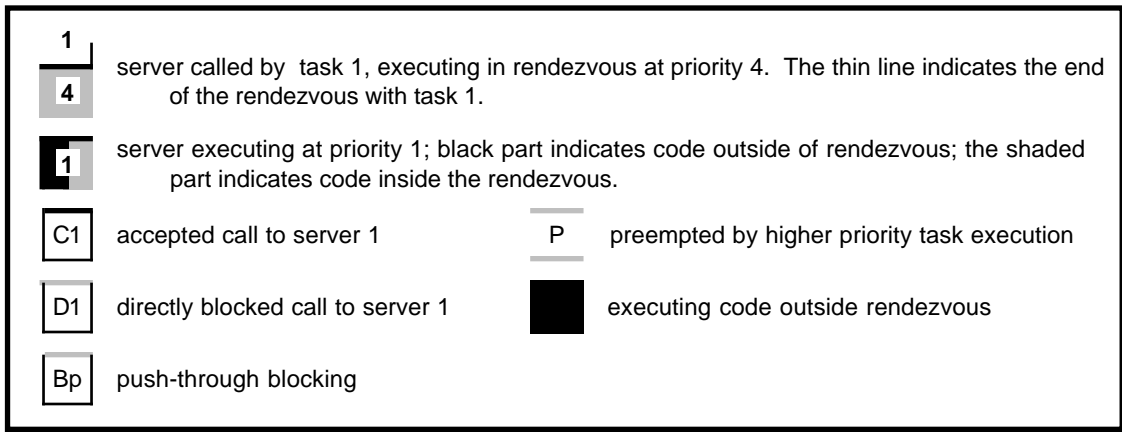 1
server called by task 1, executing in rendezvous at priority 4. The thin line indicates the end
4
of the rendezvous with task 1.
server executing at priority 1; black part indicates code outside of rendezvous; the shaded
1
part indicates code inside the rendezvous.
C1 accepted call to server 1 P preempted by higher priority task execution
D1 directly blocked call to server 1 executing code outside rendezvous
Bp push-through blocking